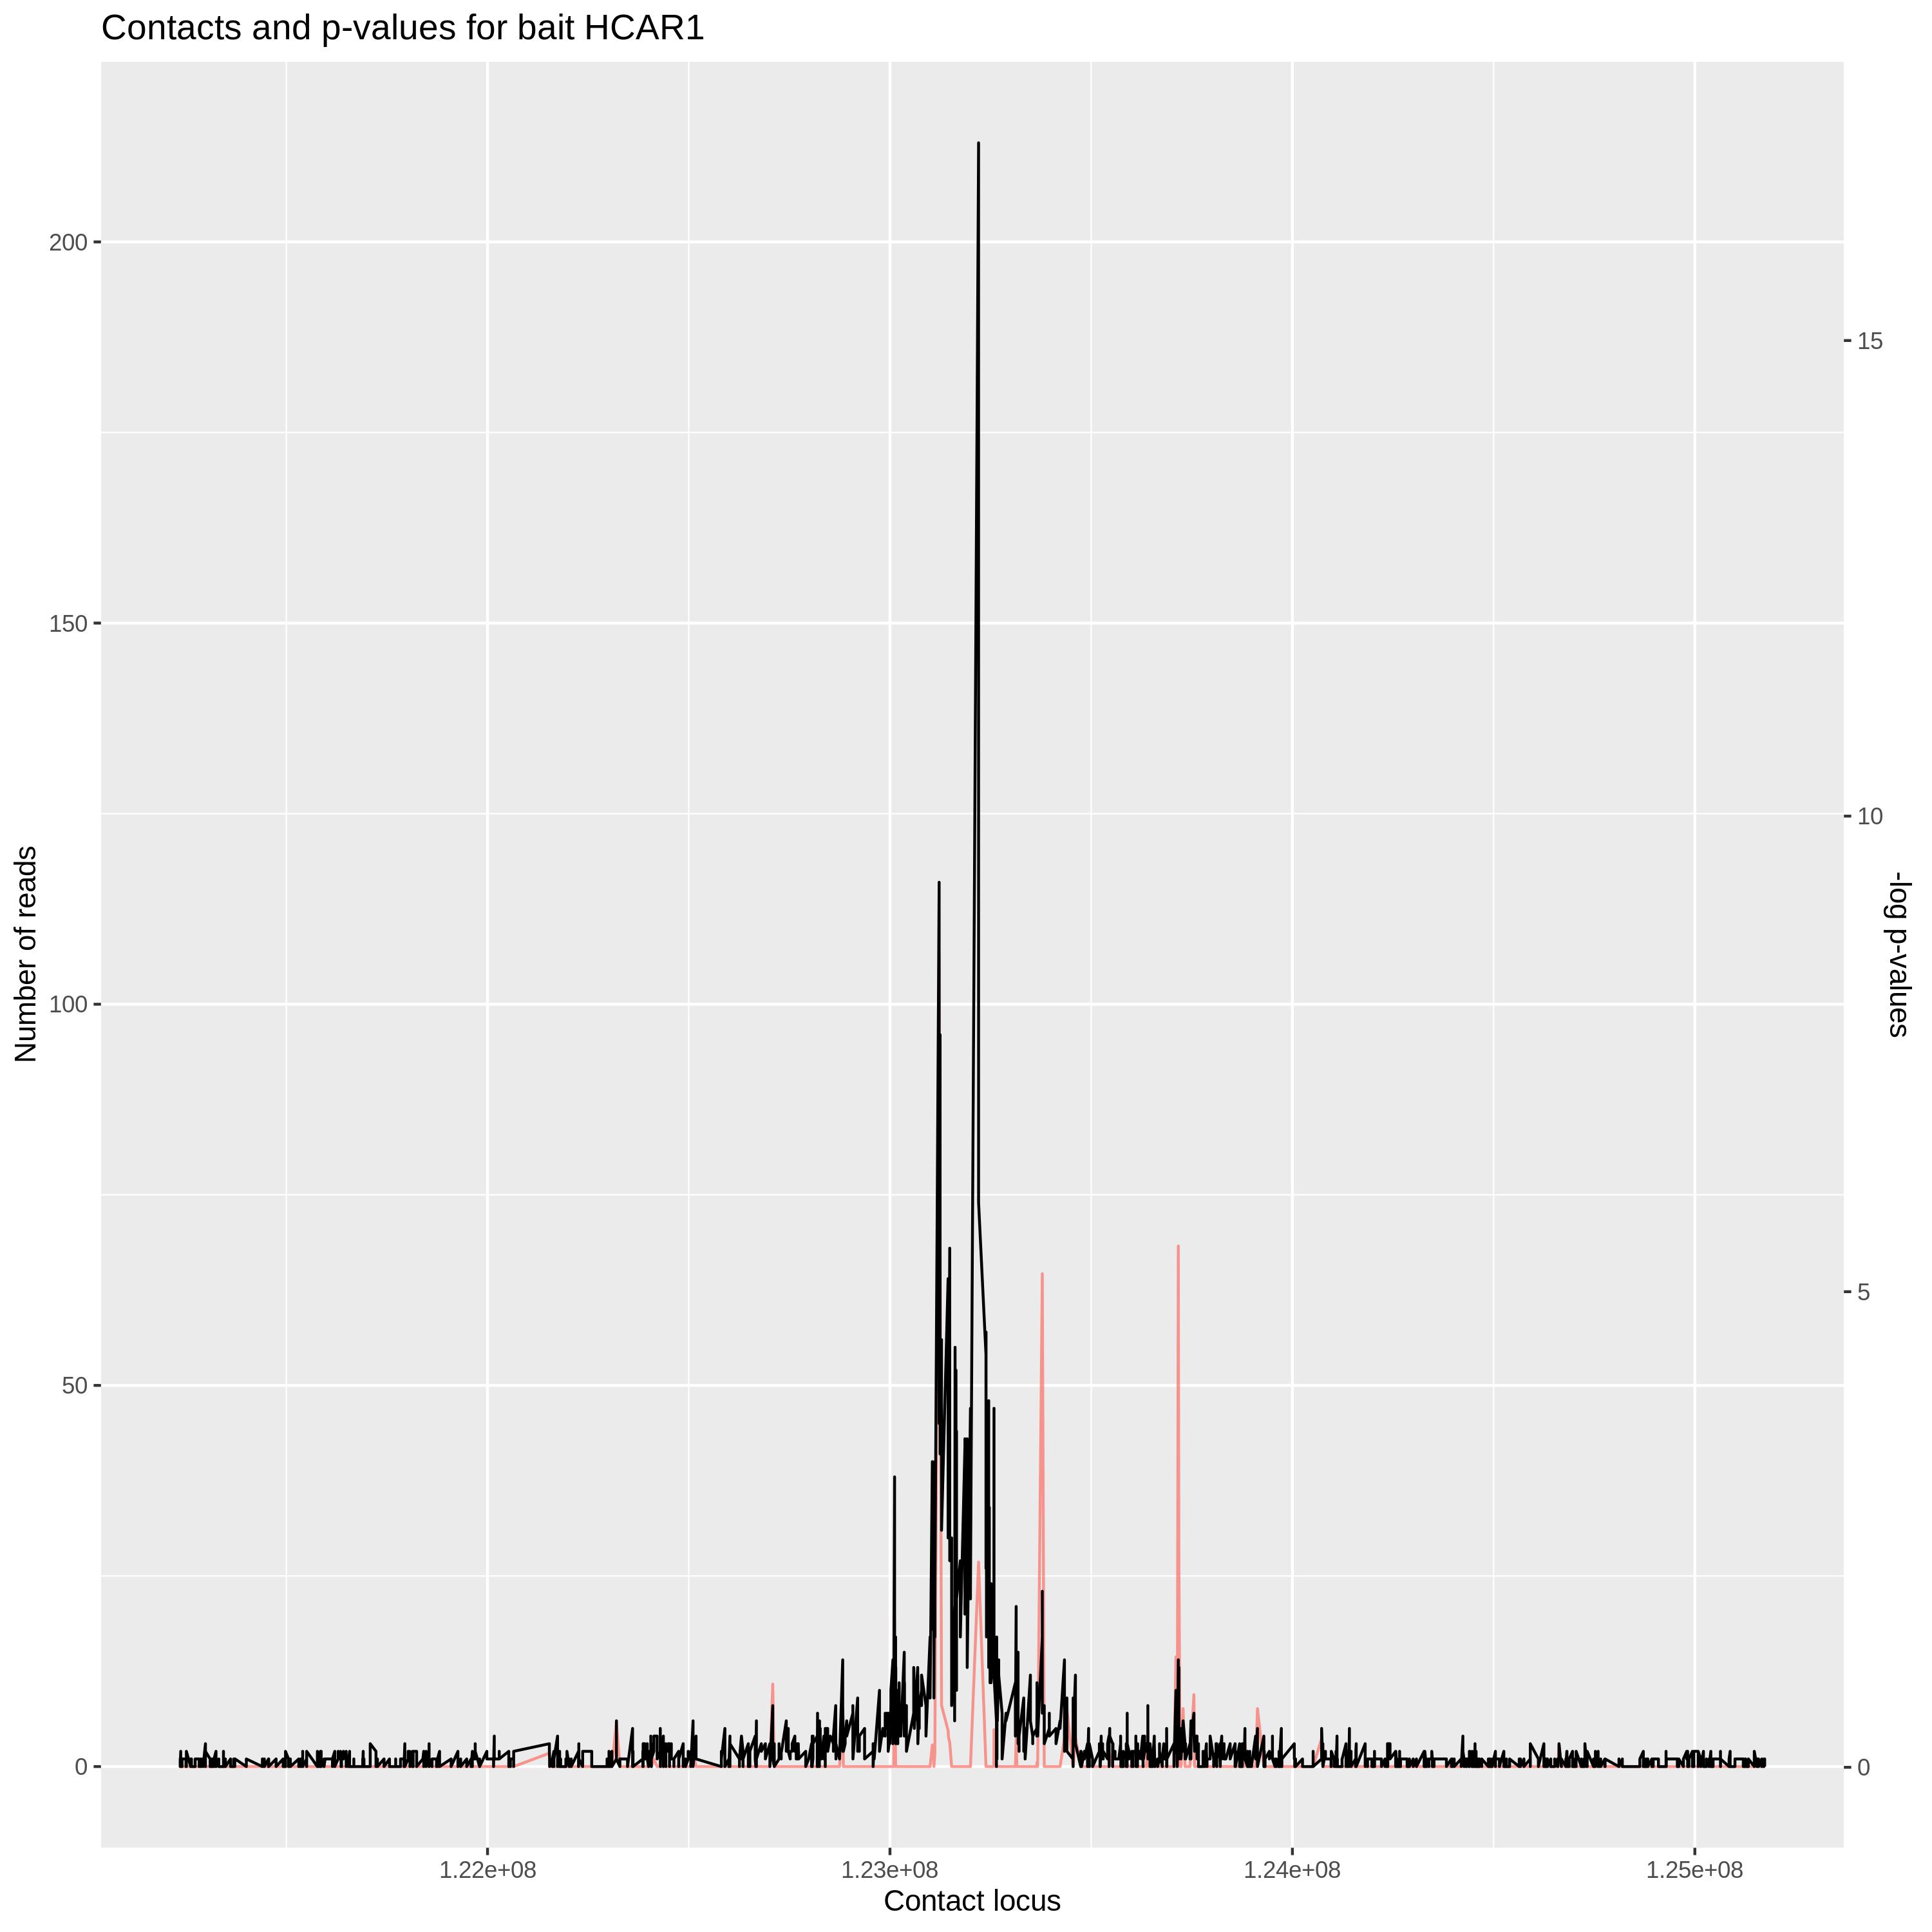 Contacts and p-values for bait HCAR1
200
150
100
50
0
Number of reads
15
10
5
0
-log p-values
1.22e+08
1.23e+08
1.24e+08
1.25e+08
Contact locus